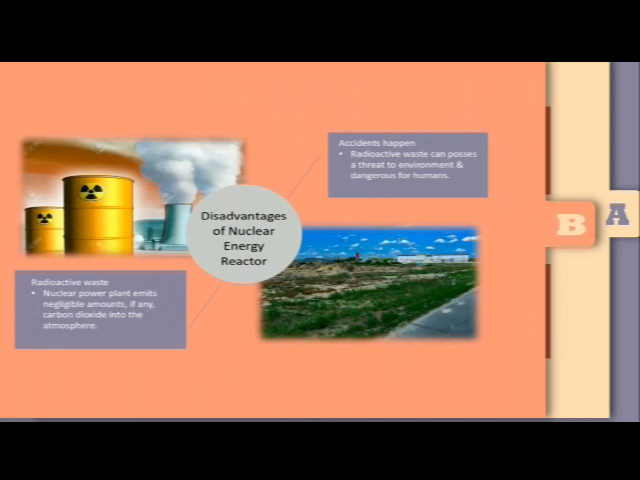 Accidents happen
• Radioactive waste can posses
a threat to environment &
dangerous for humans.
Disadvantages
of Nuclear
Energy
Reactor
Radioactive waste
• Nuclear power plant emits
negligible amounts, if any,
carbon dioxide into the
atmosphere.
B
A